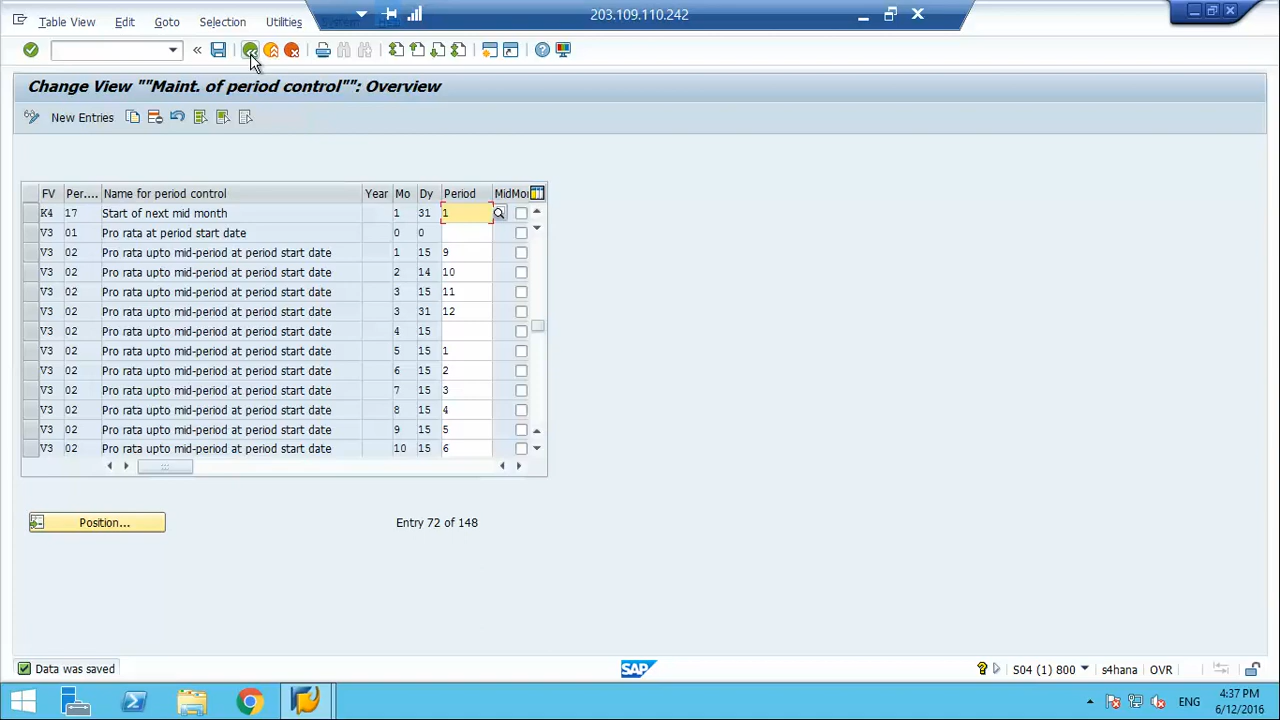 Table View Edit Goto Selection Utilities
203.109.110.242
Change View ""Maint. of period control"": Overview
New Entries
FV Per.... Name for period control Year Mo Dy Period MidMon
K4 17 Start of next mid month 1 31 1
V3 01 Pro rata at period start date 0 0
V3 02 Pro rata upto mid-period at period start date 1 15 9
V3 02 Pro rata upto mid-period at period start date 2 14 10
V3 02 Pro rata upto mid-period at period start date 3 15 11
V3 02 Pro rata upto mid-period at period start date 3 31 12
V3 02 Pro rata upto mid-period at period start date 4 15
V3 02 Pro rata upto mid-period at period start date 5 15 1
V3 02 Pro rata upto mid-period at period start date 6 15 2
V3 02 Pro rata upto mid-period at period start date 7 15 3
V3 02 Pro rata upto mid-period at period start date 8 15 4
V3 02 Pro rata upto mid-period at period start date 9 15 5
V3 02 Pro rata upto mid-period at period start date 10 15 6
Position... Entry 72 of 148
Data was saved
SAP
S04 (1) 800 s4hana OVR
ENG
4:37 PM
6/12/2016